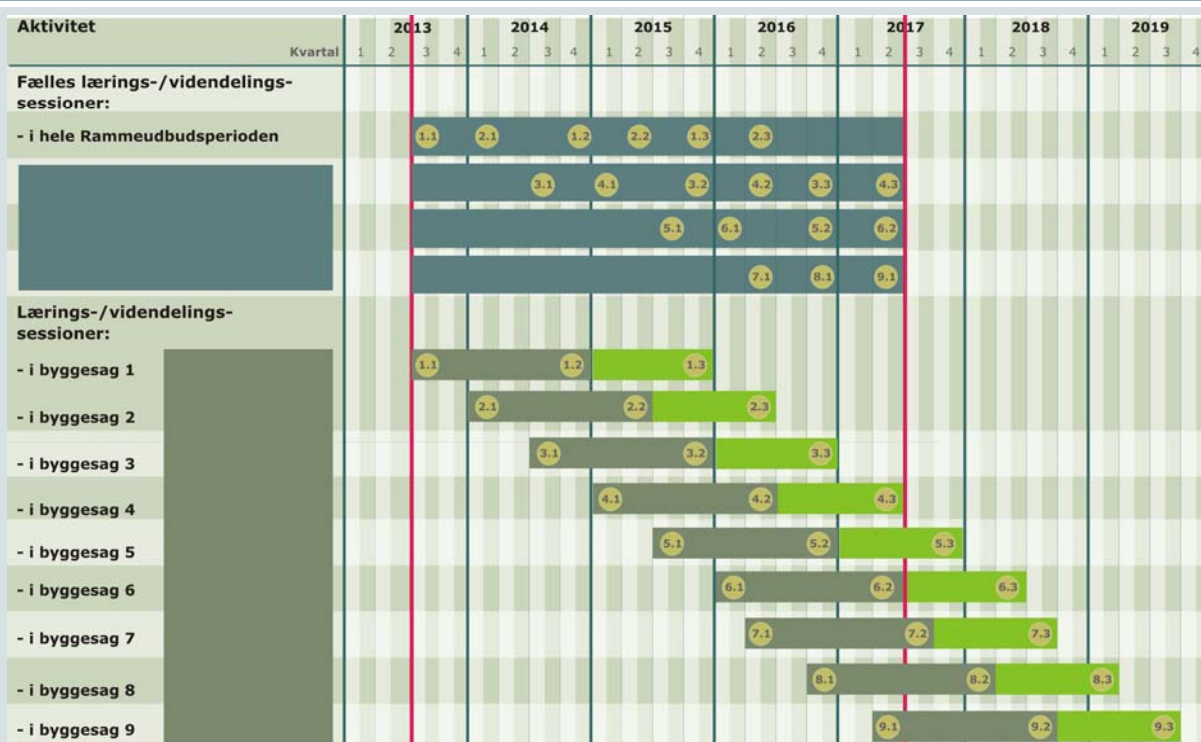 Aktivitet 2013 2014 2015 2016 2017 2018 2019
Kvartal 1 2 3 4 1 2 3 4 1 2 3 4 1 2 3 4 1 2 3 4 1 2 3 4 1 2 3 4
Fælles lærings-/videndelings-
sessioner:
- i hele Rammeudbudsperioden 1.1 2.1 1.2 2.2 1.3 2.3
3.1 4.1 3.2 4.2 3.3 4.3
5.1 6.1 5.2 6.2
7.1 8.1 9.1
Lærings-/videndelings-
sessioner:
- i byggesag 1 1.1 1.2 1.3
- i byggesag 2 2.1 2.2 2.3
- i byggesag 3 3.1 3.2 3.3
- i byggesag 4 4.1 4.2 4.3
- i byggesag 5 5.1 5.2 5.3
- i byggesag 6 6.1 6.2 6.3
- i byggesag 7 7.1 7.2 7.3
- i byggesag 8 8.1 8.2 8.3
- i byggesag 9 9.1 9.2 9.3